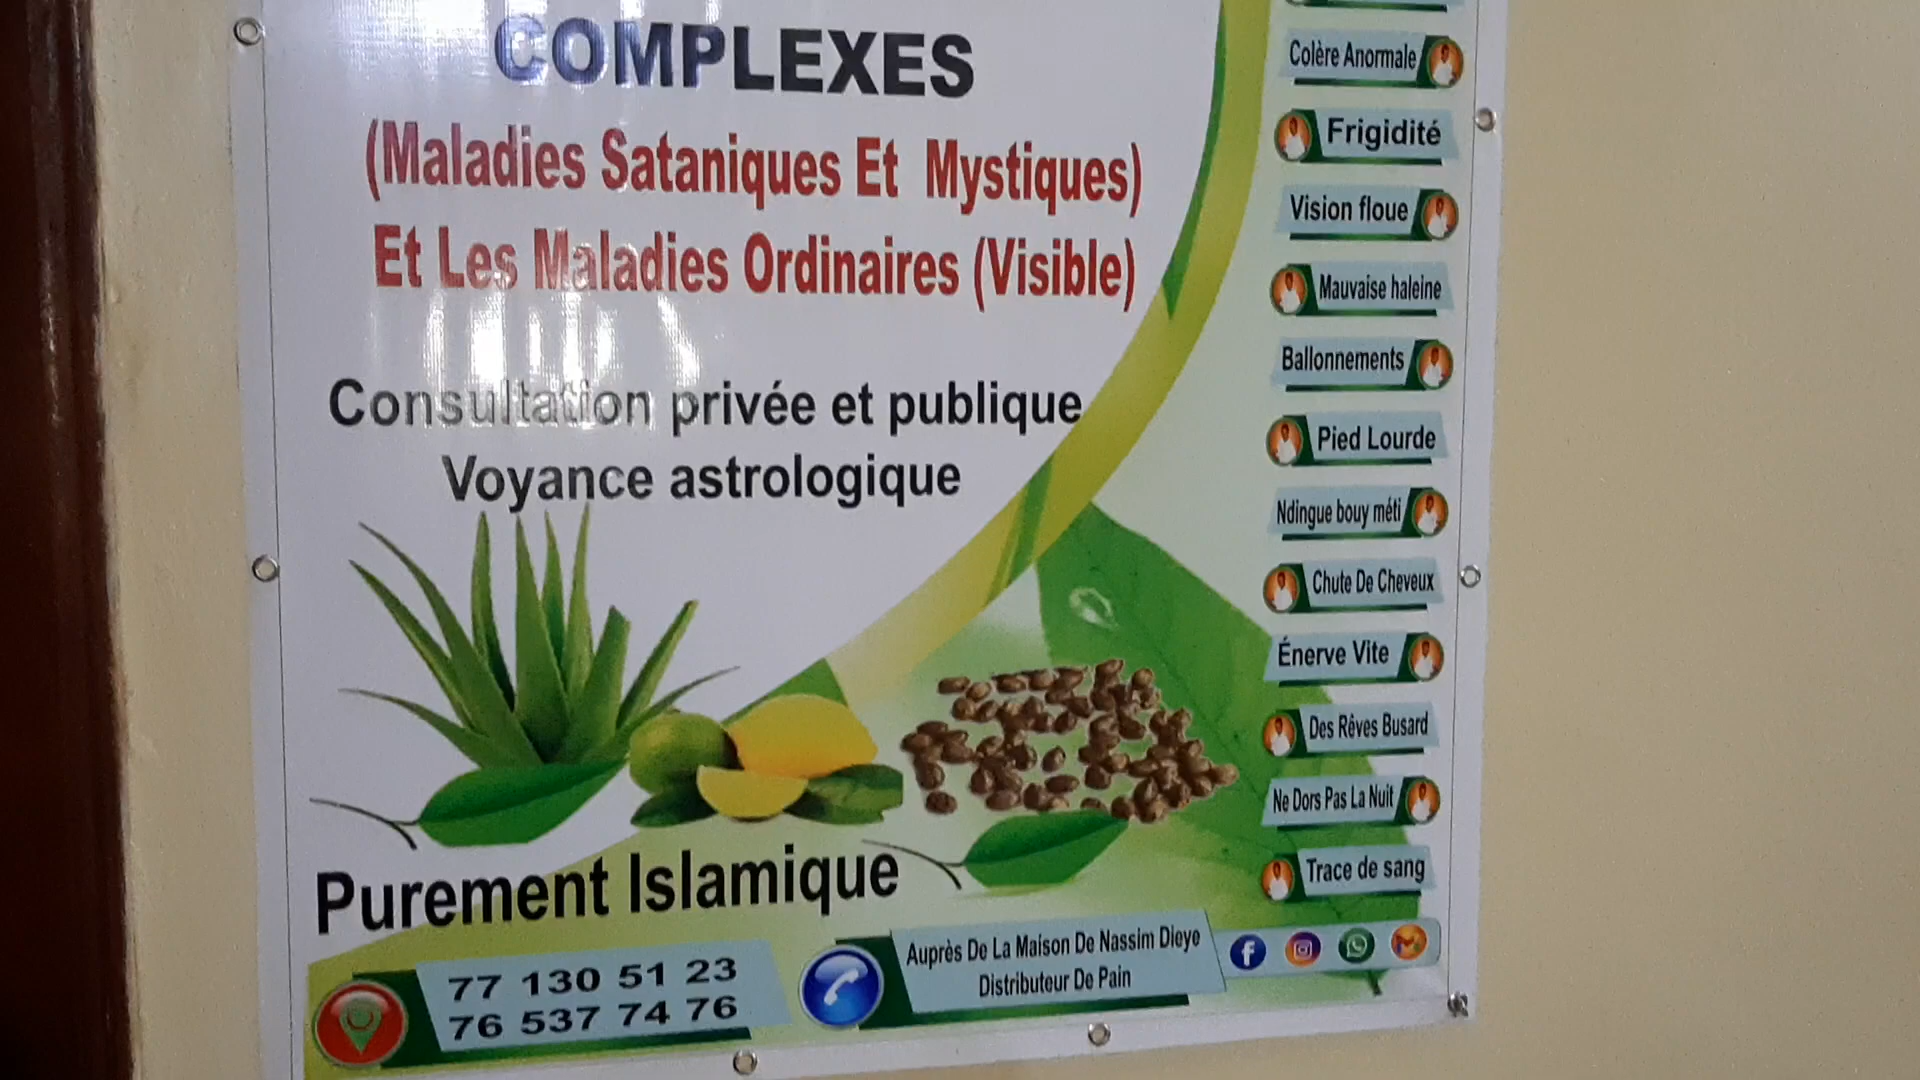 COMPLEXES
(Maladies Sataniques Et Mystiques)
Et Les Maladies Ordinaires (Visible)
Consultation privée et publique
Voyance astrologique
Purement Islamique
77 130 51 23
76 537 74 76
Auprès De La Maison De Nassim Dieye
Distributeur De Pain
Colère Anormale
Frigidité
Vision floue
Mauvaise haleine
Ballonnements
Pied Lourde
Ndingue bouy méti
Chute De Cheveux
Énerve Vite
Des Rêves Busard
Ne Dors Pas La Nuit
Trace de sang